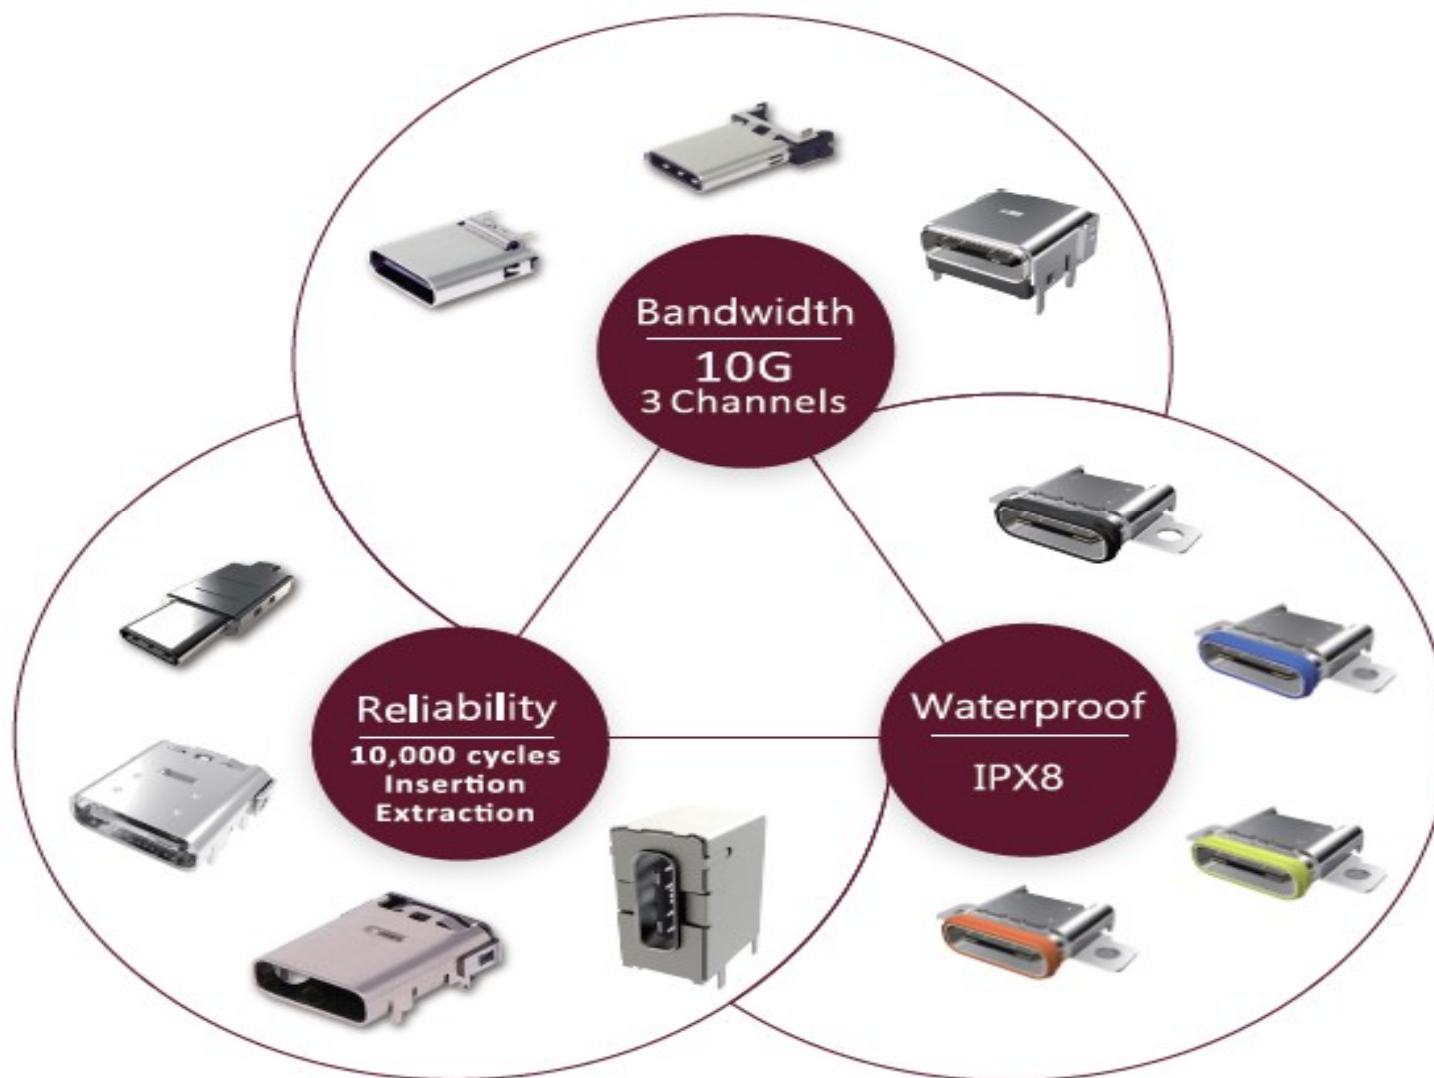 Bandwidth
10G
3 Channels
Reliability
10,000 cycles
Insertion
Extraction
Waterproof
IPX8